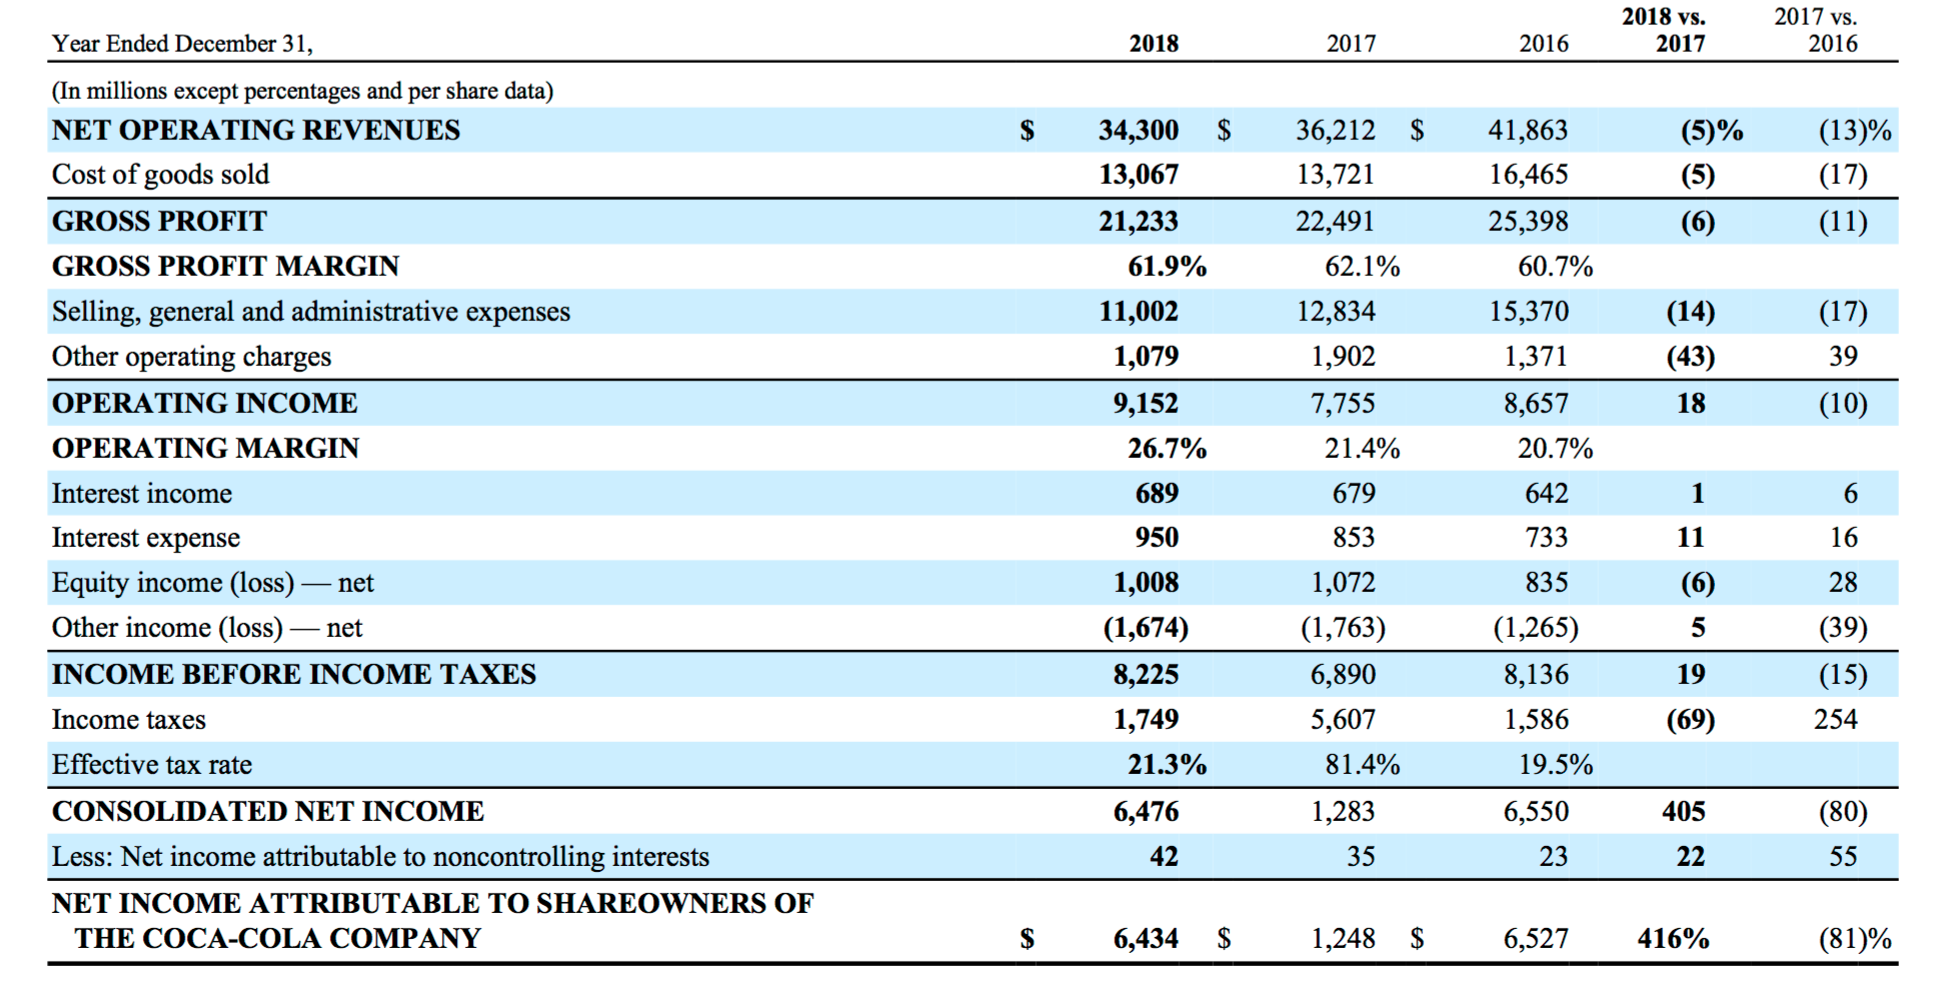 2018 vs. 2017 vs.
Year Ended December 31, 2018 2017 2016 2017 2016
(In millions except percentages and per share data)
NET OPERATING REVENUES $ 34,300 $ 36,212 $ 41,863 (5)% (13)%
Cost of goods sold 13,067 13,721 16,465 (5) (17)
GROSS PROFIT 21,233 22,491 25,398 (6) (11)
GROSS PROFIT MARGIN 61.9% 62.1% 60.7%
Selling, general and administrative expenses 11,002 12,834 15,370 (14) (17)
Other operating charges 1,079 1,902 1,371 (43) 39
OPERATING INCOME 9,152 7,755 8,657 18 (10)
OPERATING MARGIN 26.7% 21.4% 20.7%
Interest income 689 679 642 1 6
Interest expense 950 853 733 11 16
Equity income (loss) — net 1,008 1,072 835 (6) 28
Other income (loss) — net (1,674) (1,763) (1,265) 5 (39)
INCOME BEFORE INCOME TAXES 8,225 6,890 8,136 19 (15)
Income taxes 1,749 5,607 1,586 (69) 254
Effective tax rate 21.3% 81.4% 19.5%
CONSOLIDATED NET INCOME 6,476 1,283 6,550 405 (80)
Less: Net income attributable to noncontrolling interests 42 35 23 22 55
NET INCOME ATTRIBUTABLE TO SHAREOWNERS OF
THE COCA-COLA COMPANY $ 6,434 $ 1,248 $ 6,527 416% (81)%